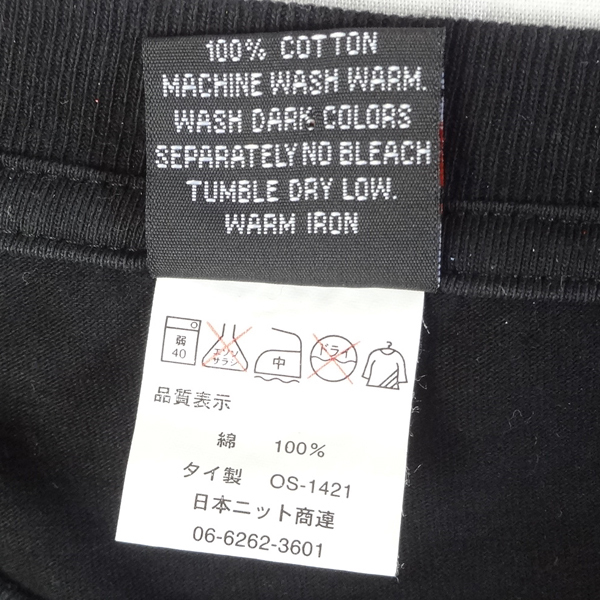 100% COTTON
MACHINE WASH WARM.
WASH DARK COLORS
SEPARATELY NO BLEACH
TUMBLE DRY LOW.
WARM IRON
弱
40
エンソ
サラシ
中
ドライ
品質表示
綿 100%
タイ製 OS-1421
日本ニット商連
06-6262-3601